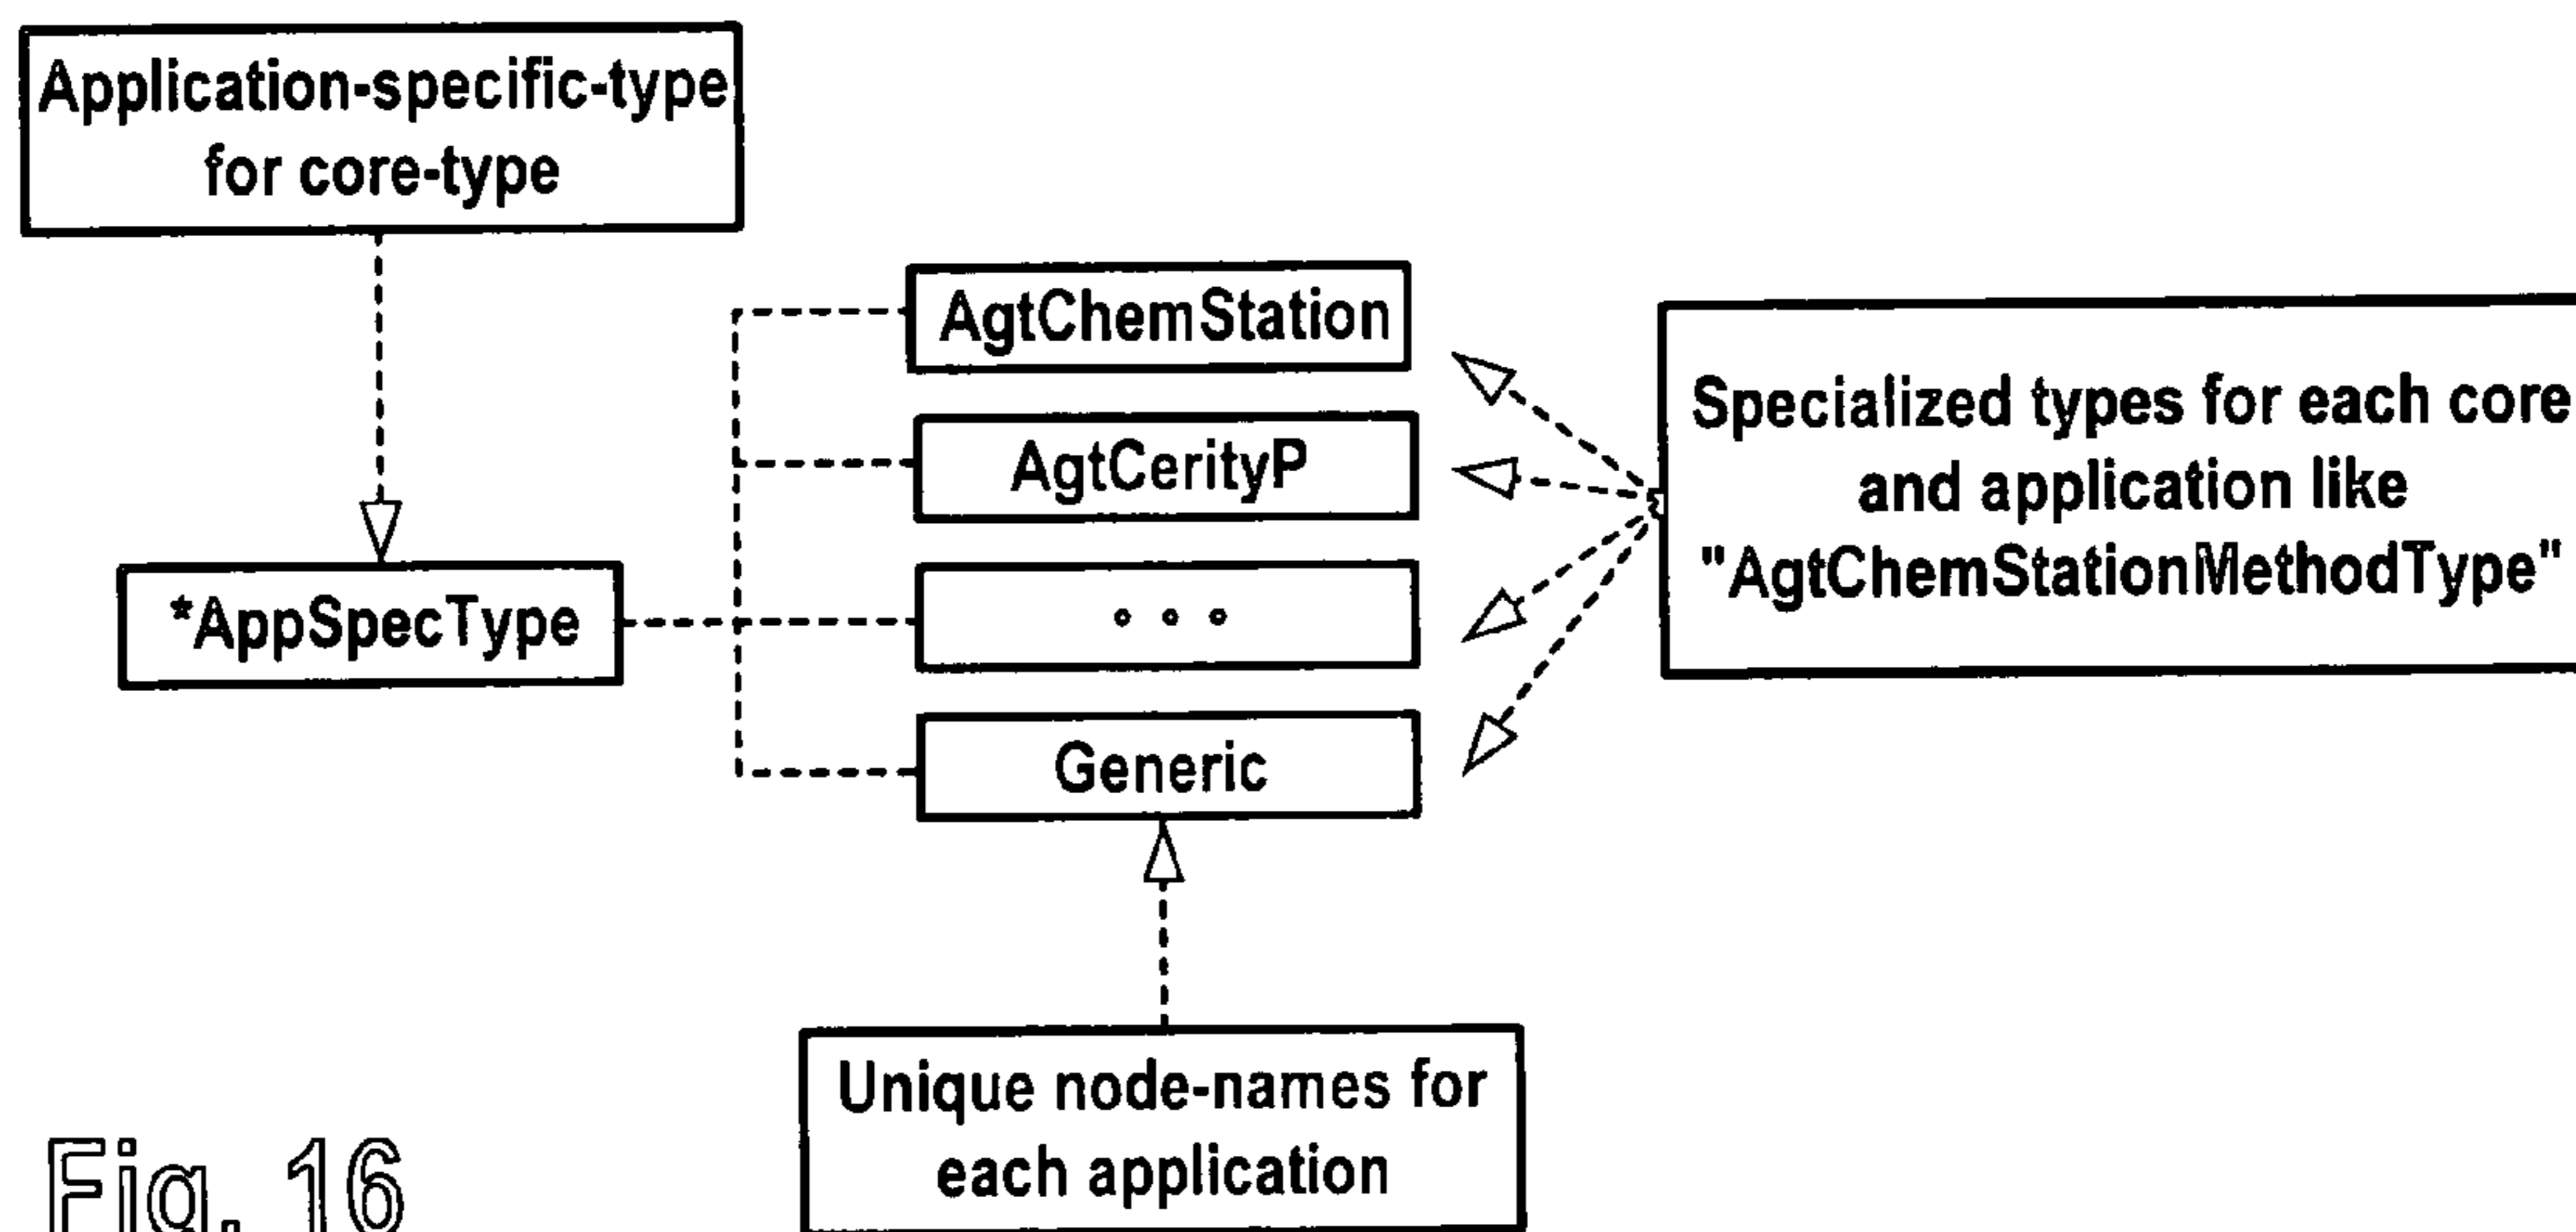 Application-specific-type
for core-type
AgtChemStation
AgtCerityP
• • •
Generic
*AppSpecType
Specialized types for each core
and application like
"AgtChemStationMethodType"
Unique node-names for
each application
Fig. 16